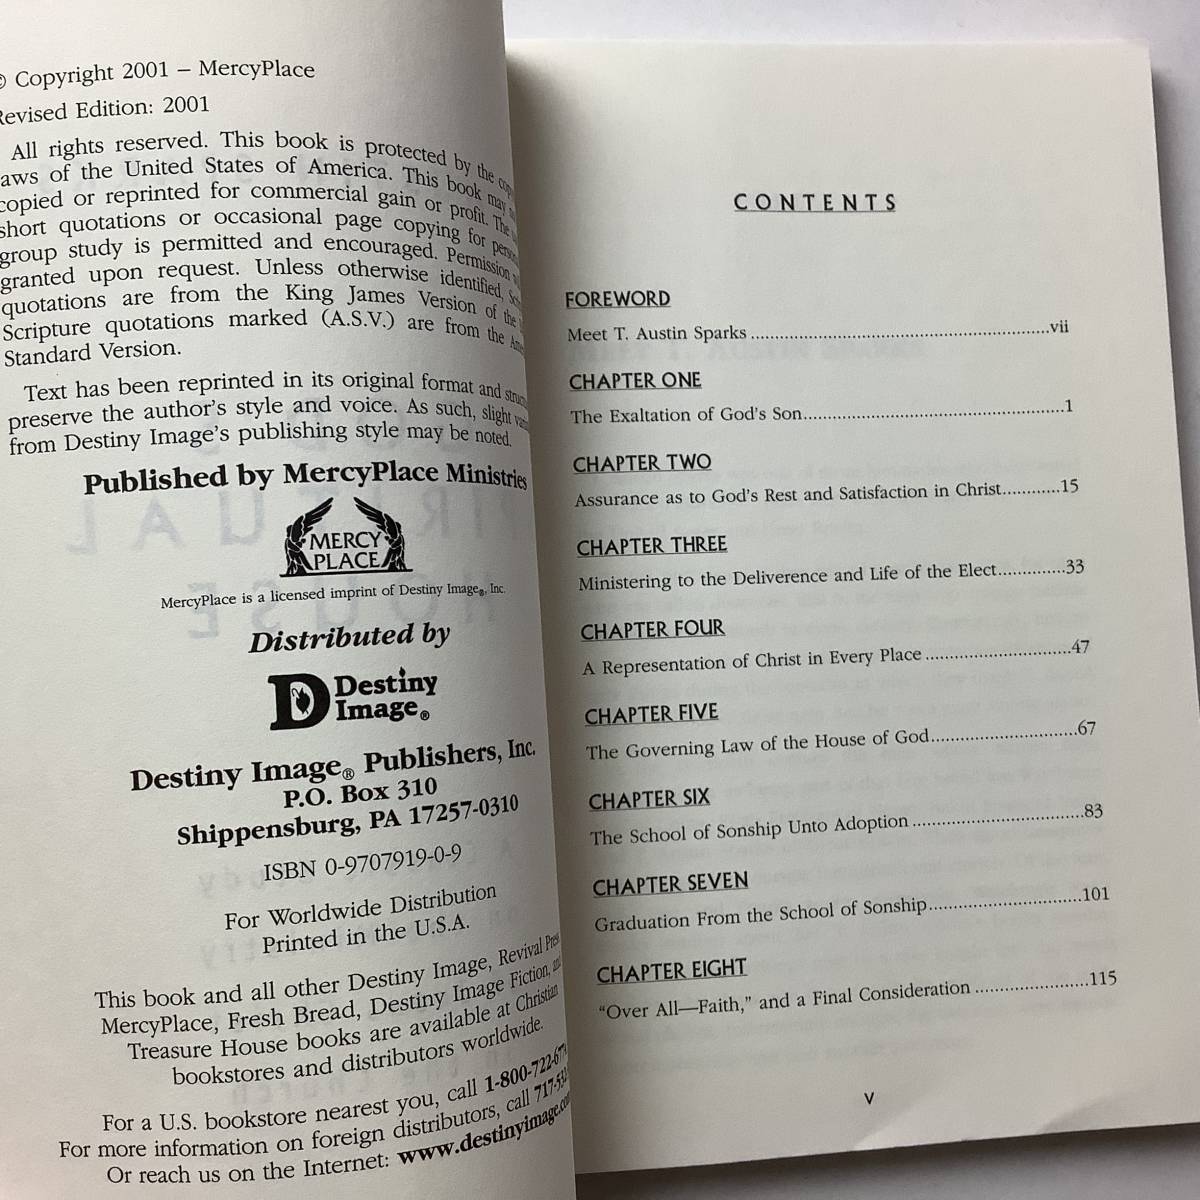 Copyright 2001 – MercyPlace
Revised Edition: 2001
All rights reserved. This book is protected by the
laws of the United States of America. This book may
copied or reprinted for commercial gain or profit. The
short quotations or occasional page copying for
group study is permitted and encouraged. Permission
granted upon request. Unless otherwise identified,
quotations are from the King James Version of the
Scripture quotations marked (A.S.V.) are from the
Standard Version.
Text has been reprinted in its original format and
preserve the author's style and voice. As such, slight
from Destiny Image's publishing style may be noted.
Published by MercyPlace Ministries
MERCY
PLACE
MercyPlace is a licensed imprint of Destiny Image®, Inc.
Distributed by
D Destiny
Image®
Destiny Image® Publishers, Inc.
P.O. Box 310
Shippensburg, PA 17257-0310
ISBN 0-9707919-0-9
For Worldwide Distribution
Printed in the U.S.A.
This book and all other Destiny Image, Revival Press,
MercyPlace, Fresh Bread, Destiny Image Fiction, and
Treasure House books are available at Christian
bookstores and distributors worldwide.
For a U.S. bookstore nearest you, call
For more information on foreign distributors, call
Or reach us on the Internet: www.destinyimage.com
CONTENTS
FOREWORD
Meet T. Austin Sparks ..............................................................vii
CHAPTER ONE
The Exaltation of God's Son......................................................1
CHAPTER TWO
Assurance as to God's Rest and Satisfaction in Christ............15
CHAPTER THREE
Ministering to the Deliverence and Life of the Elect..............33
CHAPTER FOUR
A Representation of Christ in Every Place ..............................47
CHAPTER FIVE
The Governing Law of the House of God..............................67
CHAPTER SIX
The School of Sonship Unto Adoption ...................................83
CHAPTER SEVEN
Graduation From the School of Sonship................................101
CHAPTER EIGHT
“Over All—Faith,” and a Final Consideration .......................115
v